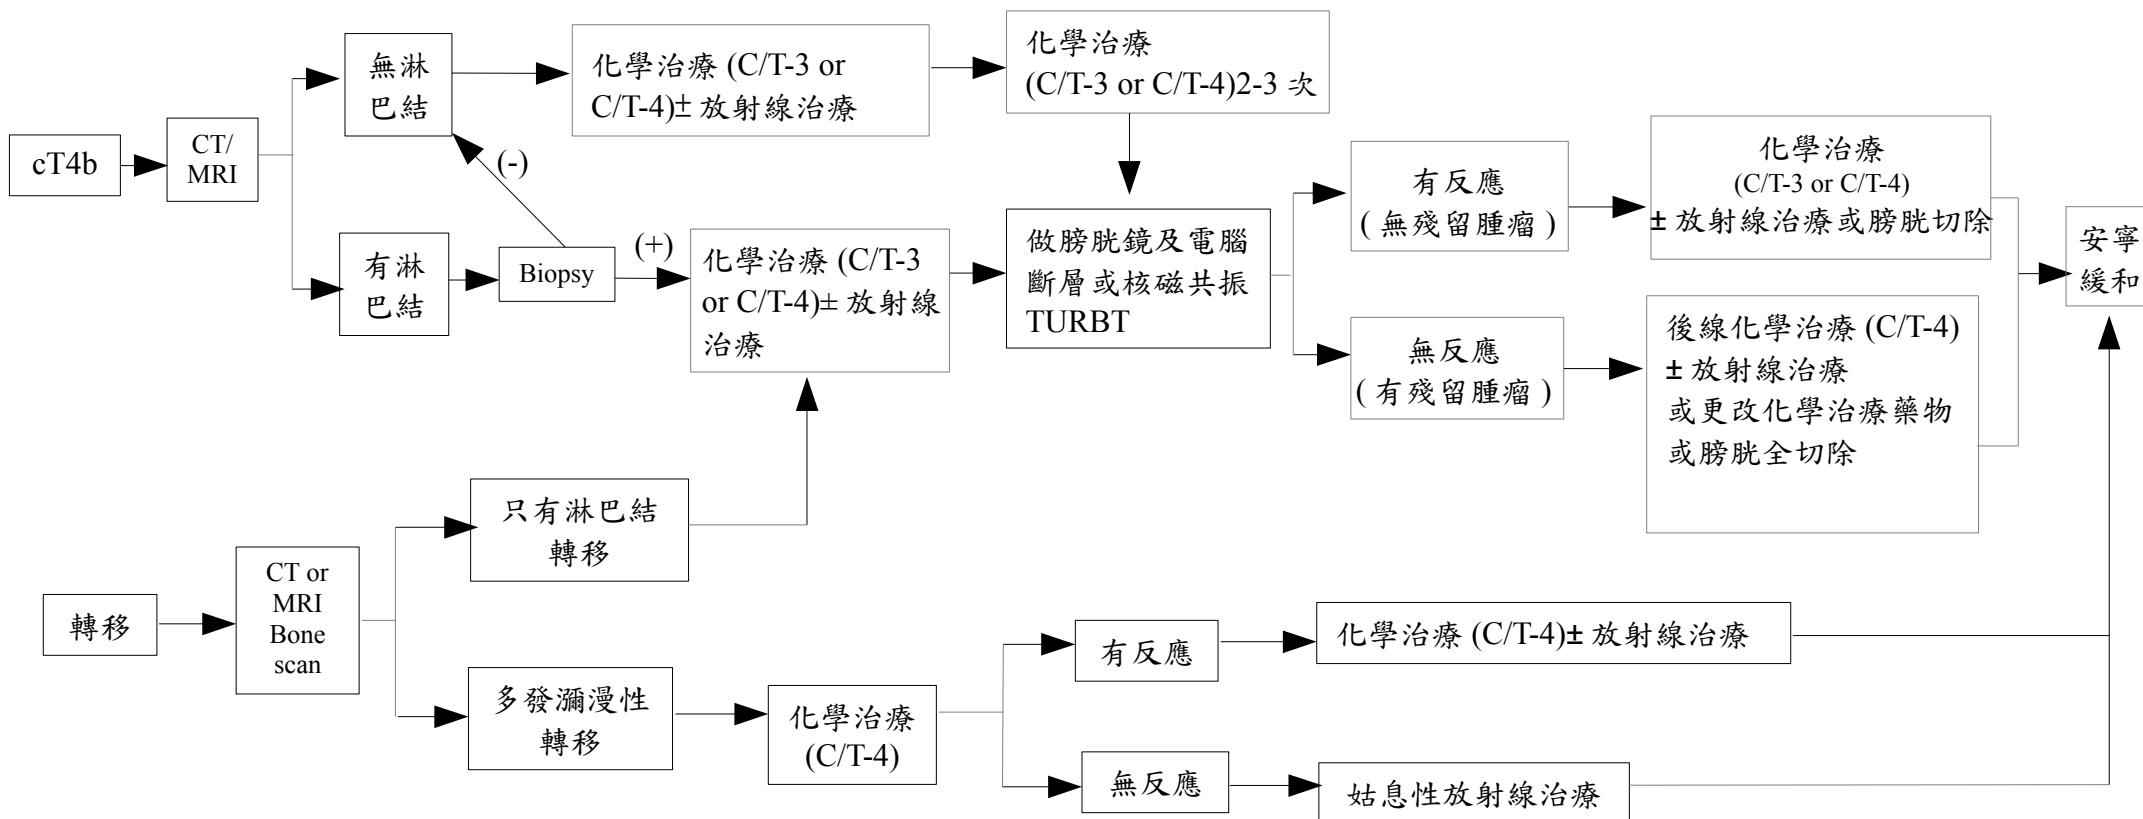 cT4b
CT/
MRI
無淋
巴結
有淋
巴結
(-)
Biopsy
(+)
化學治療 (C/T-3 or
C/T-4)± 放射線治療
化學治療
(C/T-3 or C/T-4)2-3 次
化學治療 (C/T-3
or C/T-4)± 放射線
治療
做膀胱鏡及電腦
斷層或核磁共振
TURBT
有反應
( 無殘留腫瘤 )
無反應
( 有殘留腫瘤 )
化學治療
(C/T-3 or C/T-4)
± 放射線治療或膀胱切除
後線化學治療 (C/T-4)
± 放射線治療
或更改化學治療藥物
或膀胱全切除
安寧
緩和
轉移
CT or
MRI
Bone
scan
只有淋巴結
轉移
多發瀰漫性
轉移
化學治療
(C/T-4)
有反應
化學治療 (C/T-4)± 放射線治療
無反應
姑息性放射線治療